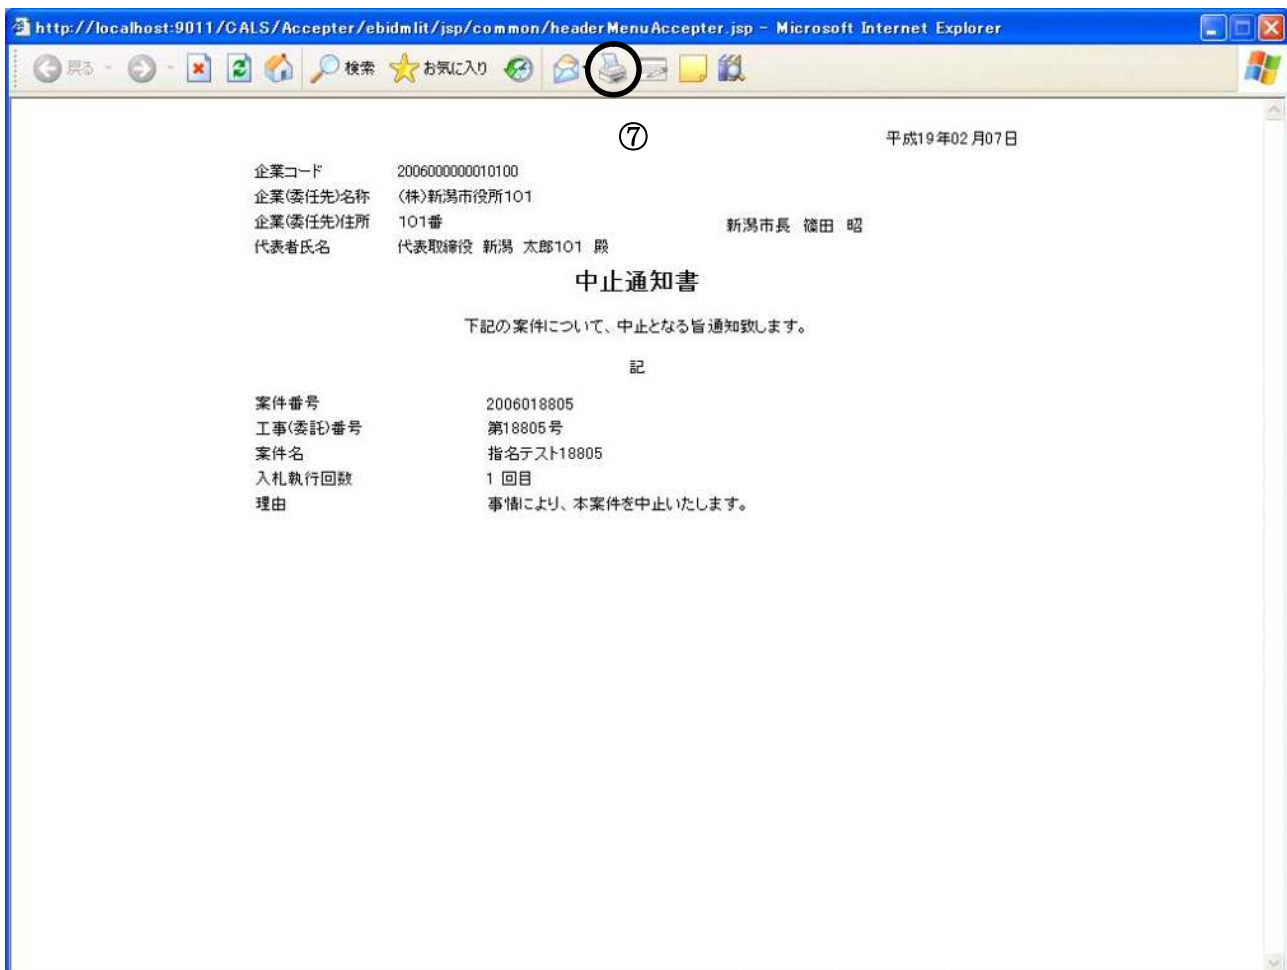 http://localhost:9011/CALS/Accepter/ebidmlit/jsp/common/headerMenuAccepter.jsp - Microsoft Internet Explorer
戻る 検索 お気に入り
⑦
平成19年02月07日
企業コード 2006000000010100
企業(委任先)名称 (株)新潟市役所101
企業(委任先)住所 101番
新潟市長 篠田 昭
代表者氏名 代表取締役 新潟 太郎101 殿
中止通知書
下記の案件について、中止となる旨通知致します。
記
案件番号 2006018805
工事(委託)番号 第18805号
案件名 指名テスト18805
入札執行回数 1 回目
理由 事情により、本案件を中止いたします。